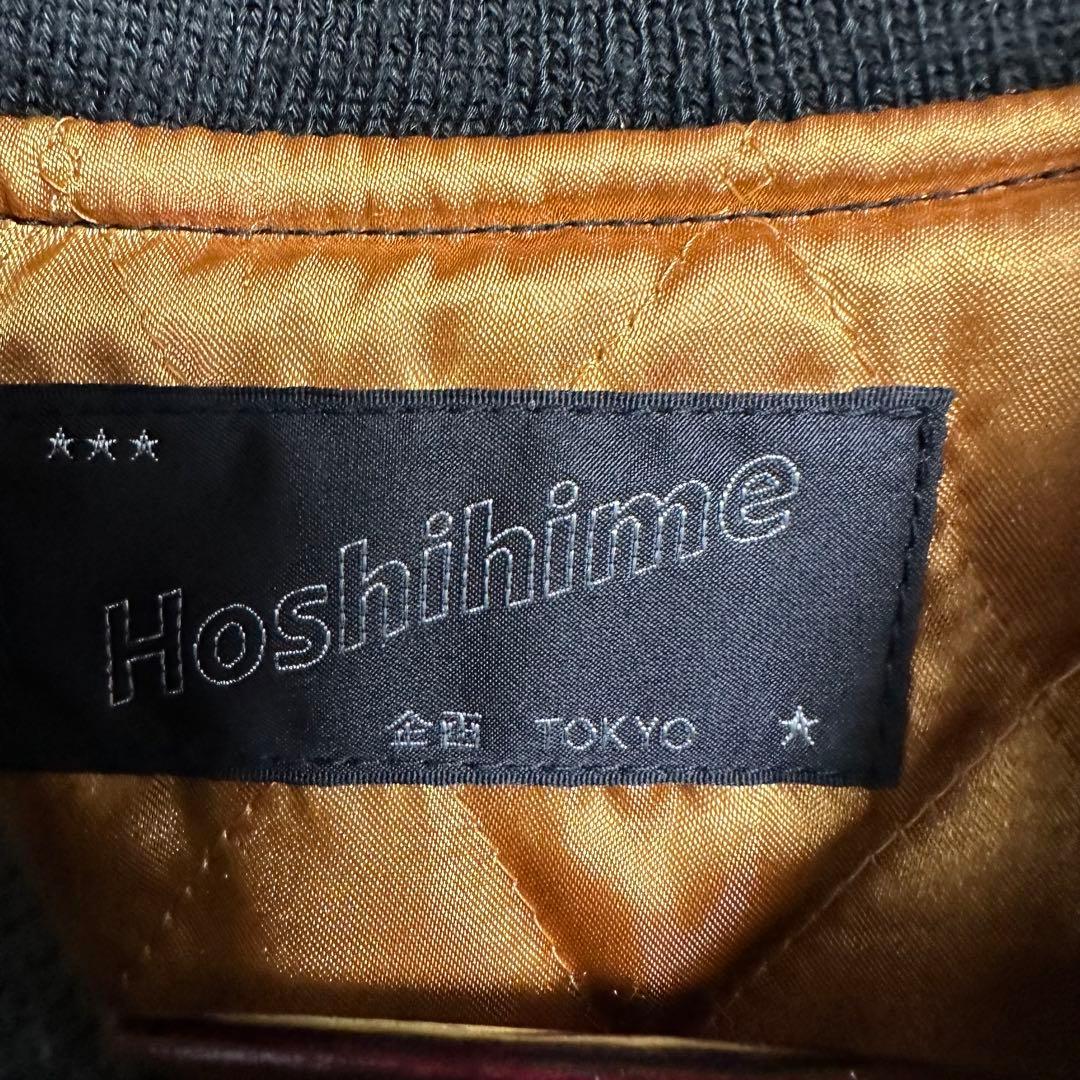 ★★★
Hoshihime
企画 TOKYO ★